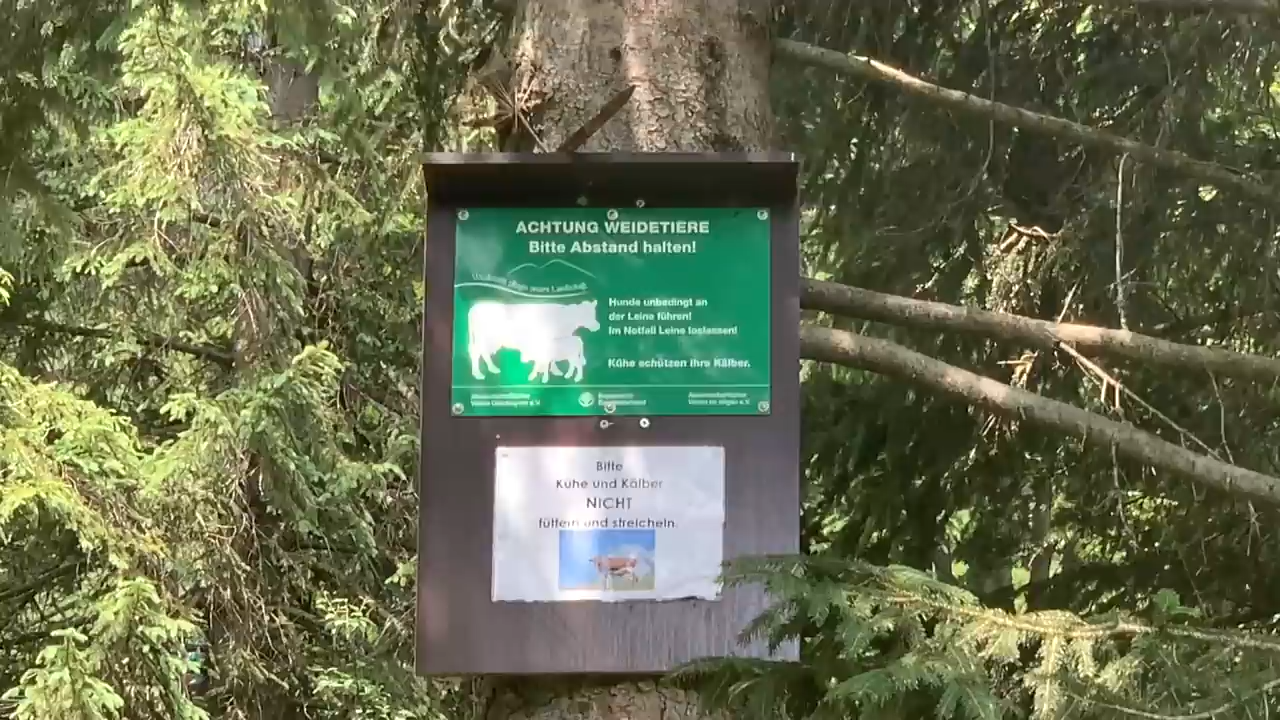 ACHTUNG WEIDETIERE
Bitte Abstand halten!
Hunde unbedingt an
der Leine führen!
Im Notfall Leine loslassen!
Kühe schützen ihre Kälber.
Bitte
Kühe und Kälber
NICHT
füttern und streicheln.